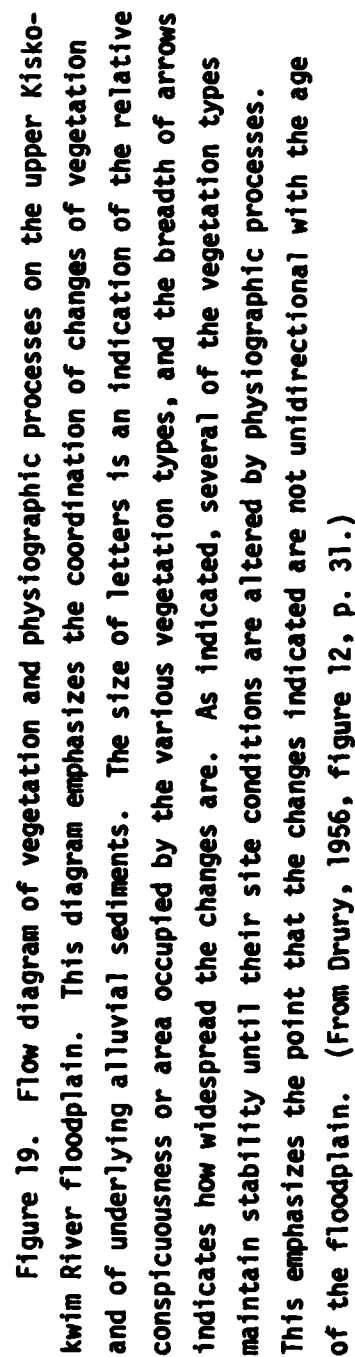 Figure 19. Flow diagram of vegetation and physiographic processes on the upper Kisko-
kwim River floodplain. This diagram emphasizes the coordination of changes of vegetation
and of underlying alluvial sediments. The size of letters is an indication of the relative
conspicuousness or area occupied by the various vegetation types, and the breadth of arrows
indicates how widespread the changes are. As indicated, several of the vegetation types
maintain stability until their site conditions are altered by physiographic processes.
This emphasizes the point that the changes indicated are not unidirectional with the age
of the floodplain. (From Drury, 1956, figure 12, p. 31.)